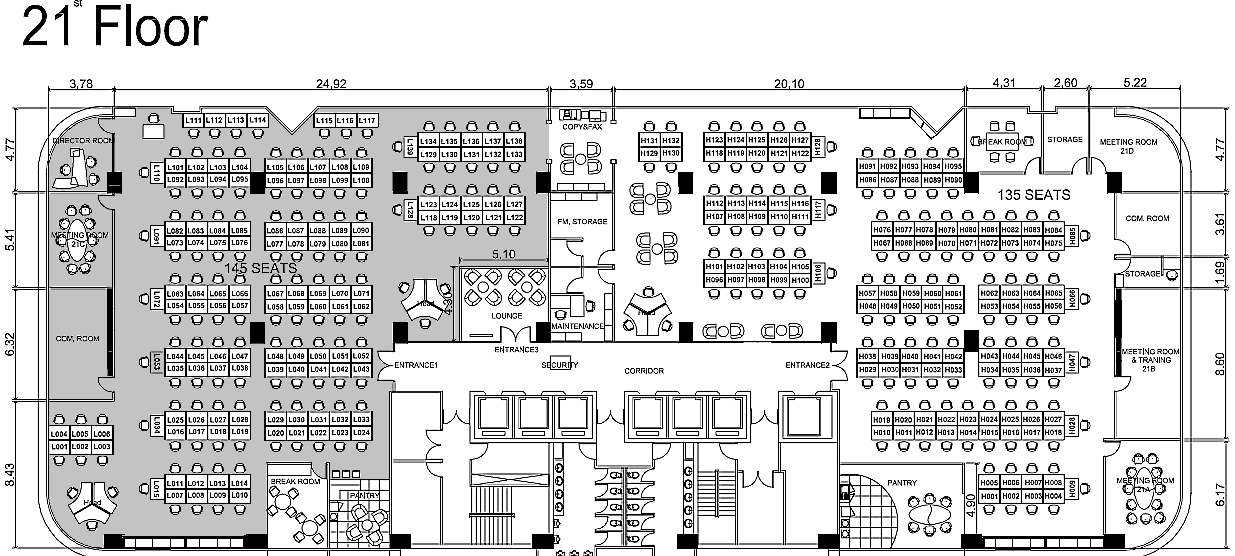 21st Floor
3,78
24,92
3,59
20,10
4,31
2,60
5.22
4.77
5,41
6,32
8.43
4,77
3,61
1.69
8,60
6.17
L111 L112 L113 L114
L115 L116 L117
DIRECTOR ROOM
L101 L102 L103 L104
L092 L093 L094 L095
L110
L105 L106 L107 L108 L109
L096 L097 L098 L099 L100
L134 L135 L136 L137 L138
L129 L130 L131 L132 L133
L139
L123 L124 L125 L126 L127
L118 L119 L120 L121 L122
L128
MEETING ROOM
21C
L082 L083 L084 L085
L073 L074 L075 L076
L091
L086 L087 L088 L089 L090
L077 L078 L079 L080 L081
145 SEATS
L063 L064 L065 L066
L054 L055 L056 L057
L072
L067 L068 L069 L070 L071
L058 L059 L060 L061 L062
Head
5,10
4.90
LOUNGE
COM, ROOM
L044 L045 L046 L047
L035 L036 L037 L038
L053
L048 L049 L050 L051 L052
L039 L040 L041 L042 L043
L025 L026 L027 L028
L016 L017 L018 L019
L034
L029 L030 L031 L032 L033
L020 L021 L022 L023 L024
L004 L005 L006
L001 L002 L003
L011 L012 L013 L014
L007 L008 L009 L010
L015
Head
BREAK ROOM
PANTRY
COPY&FAX
FM, STORAGE
MAINTENANCE
ENTRANCE3
ENTRANCE1
SECURITY
CORRIDOR
ENTRANCE2
H131 H132
H129 H130
H123 H124 H125 H126 H127
H118 H119 H120 H121 H122
H128
H112 H113 H114 H115 H116
H107 H108 H109 H110 H111
H117
H101 H102 H103 H104 H105
H096 H097 H098 H099 H100
H106
Head
H091 H092 H093 H094 H095
H086 H087 H088 H089 H090
BREAK ROOM
STORAGE
MEETING ROOM
21D
135 SEATS
H076 H077 H078 H079 H080 H081 H082 H083 H084
H067 H068 H069 H070 H071 H072 H073 H074 H075
H085
COM. ROOM
STORAGE
H057 H058 H059 H060 H061
H048 H049 H050 H051 H052
H062 H063 H064 H065
H053 H054 H055 H056
H066
H038 H039 H040 H041 H042
H029 H030 H031 H032 H033
H043 H044 H045 H046
H034 H035 H036 H037
H047
MEETING ROOM
& TRANING
21B
H019 H020 H021 H022 H023 H024 H025 H026 H027
H010 H011 H012 H013 H014 H015 H016 H017 H018
H028
PANTRY
4.90
H005 H006 H007 H008
H001 H002 H003 H004
H009
MEETING ROOM
21A